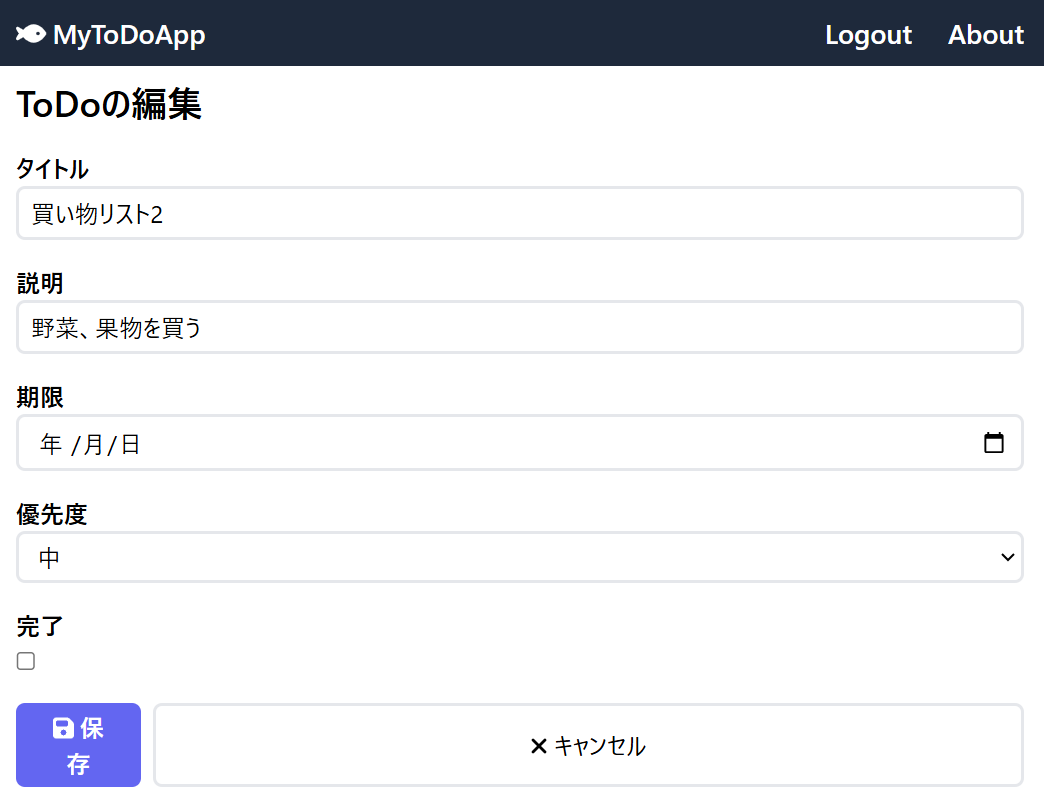 MyToDoApp
Logout About
ToDoの編集
タイトル
買い物リスト2
説明
野菜、果物を買う
期限
年 /月/日
優先度
中
完了
保
存
キャンセル